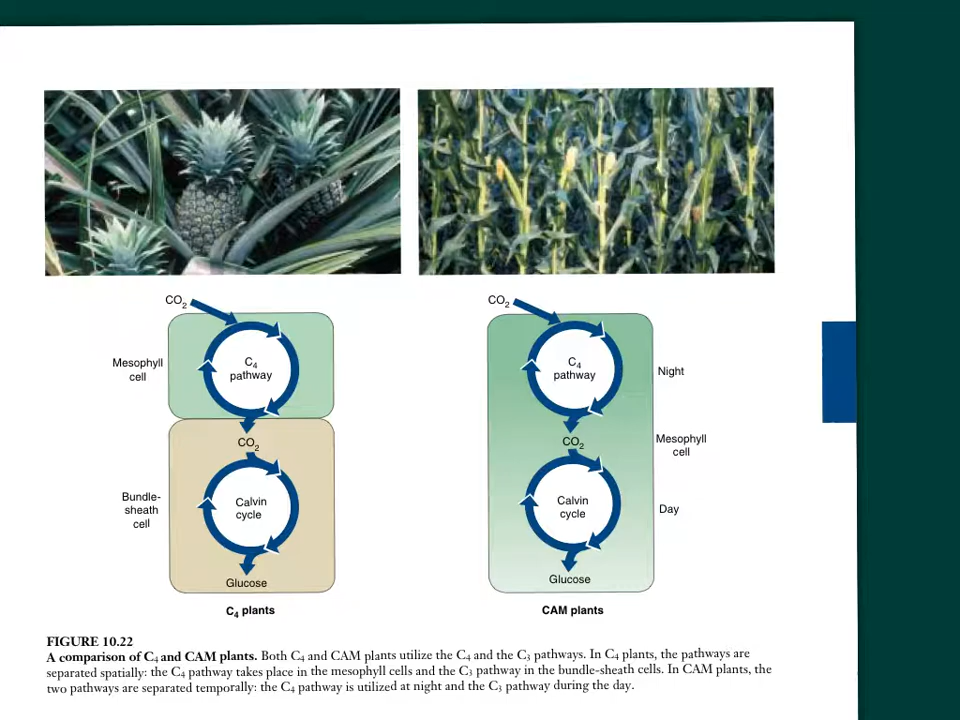 CO2
CO2
Mesophyll
cell
C4
pathway
C4
pathway
Night
CO2
CO2
Mesophyll
cell
Bundle-
sheath
cell
Calvin
cycle
Calvin
cycle
Day
Glucose
Glucose
C4 plants
CAM plants
FIGURE 10.22
A comparison of C4 and CAM plants. Both C4 and CAM plants utilize the C4 and the C3 pathways. In C4 plants, the pathways are
separated spatially: the C4 pathway takes place in the mesophyll cells and the C3 pathway in the bundle-sheath cells. In CAM plants, the
two pathways are separated temporally: the C4 pathway is utilized at night and the C3 pathway during the day.